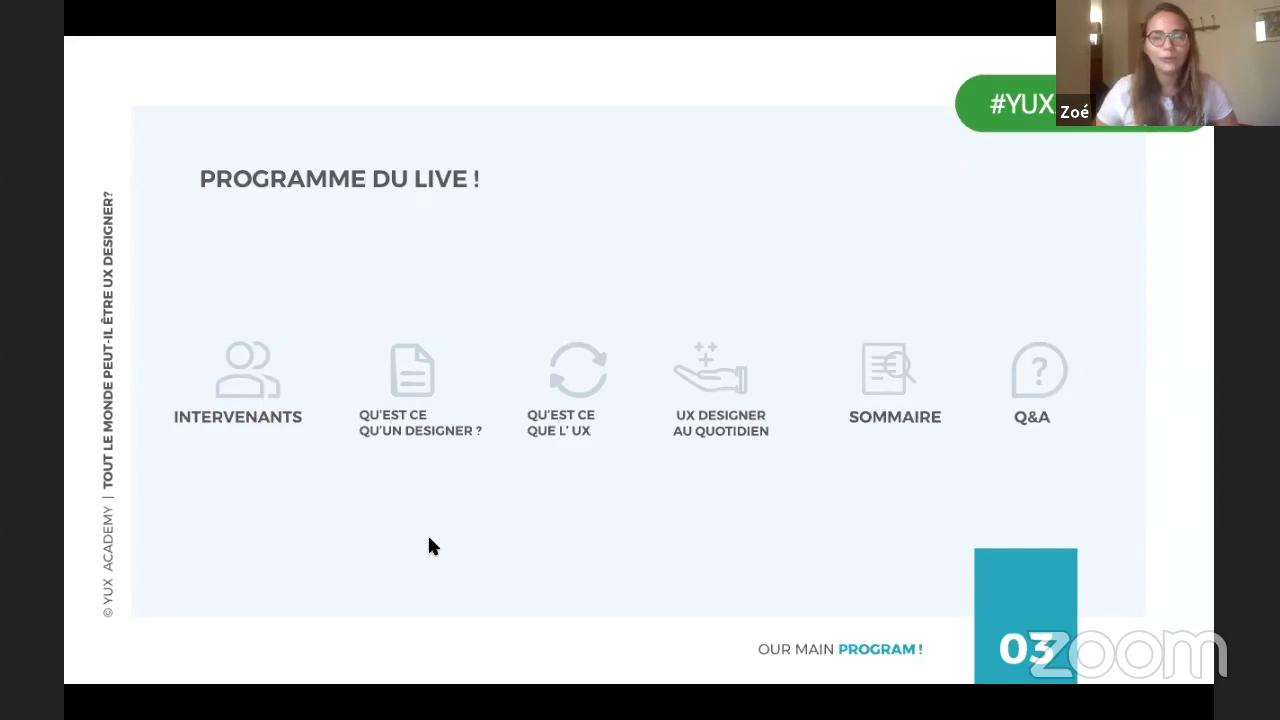 #YUX
Zoé
PROGRAMME DU LIVE !
© YUX ACADEMY | TOUT LE MONDE PEUT-IL ÊTRE UX DESIGNER?
INTERVENANTS
QU'EST CE
QU'UN DESIGNER ?
QU'EST CE
QUE L' UX
UX DESIGNER
AU QUOTIDIEN
SOMMAIRE
?
Q&A
OUR MAIN PROGRAM !
03
zoom